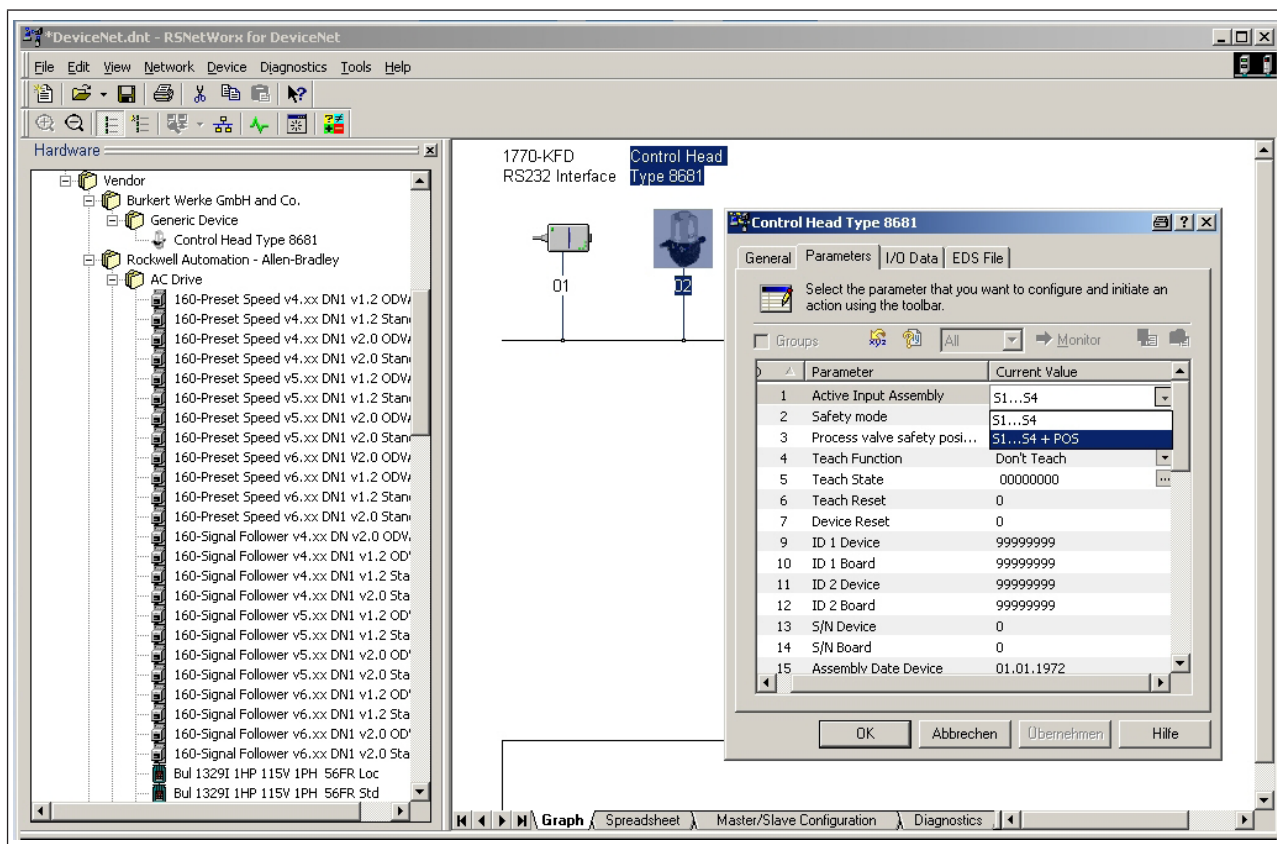 *DeviceNet.dnt - RSNetWorx for DeviceNet
File Edit View Network Device Diagnostics Tools Help
Hardware
Vendor
Burkert Werke GmbH and Co.
Generic Device
Control Head Type 8681
Rockwell Automation - Allen-Bradley
AC Drive
160-Preset Speed v4.xx DN1 v1.2 ODVA
160-Preset Speed v4.xx DN1 v1.2 Stan
160-Preset Speed v4.xx DN1 v2.0 ODVA
160-Preset Speed v4.xx DN1 v2.0 Stan
160-Preset Speed v5.xx DN1 v1.2 ODVA
160-Preset Speed v5.xx DN1 v1.2 Stan
160-Preset Speed v5.xx DN1 v2.0 ODVA
160-Preset Speed v5.xx DN1 v2.0 Stan
160-Preset Speed v6.xx DN1 V2.0 ODVA
160-Preset Speed v6.xx DN1 v1.2 ODVA
160-Preset Speed v6.xx DN1 v1.2 Stan
160-Preset Speed v6.xx DN1 v2.0 Stan
160-Signal Follower v4.xx DN v2.0 ODVA
160-Signal Follower v4.xx DN1 v1.2 OD
160-Signal Follower v4.xx DN1 v1.2 Sta
160-Signal Follower v4.xx DN1 v2.0 Sta
160-Signal Follower v5.xx DN1 v1.2 OD
160-Signal Follower v5.xx DN1 v1.2 Sta
160-Signal Follower v5.xx DN1 v2.0 OD
160-Signal Follower v5.xx DN1 v2.0 Sta
160-Signal Follower v6.xx DN1 v1.2 OD
160-Signal Follower v6.xx DN1 v1.2 Sta
160-Signal Follower v6.xx DN1 v2.0 OD
160-Signal Follower v6.xx DN1 v2.0 Sta
Bul 1329I 1HP 115V 1PH 56FR Loc
Bul 1329I 1HP 115V 1PH 56FR Std
1770-KFD
RS232 Interface
01
Control Head
Type 8681
02
Control Head Type 8681
General Parameters I/O Data EDS File
Select the parameter that you want to configure and initiate an
action using the toolbar.
Groups All Monitor
Parameter Current Value
1 Active Input Assembly S1...S4
2 Safety mode S1...S4
3 Process valve safety posi... S1...S4 + POS
4 Teach Function Don't Teach
5 Teach State 00000000
6 Teach Reset 0
7 Device Reset 0
9 ID 1 Device 99999999
10 ID 1 Board 99999999
11 ID 2 Device 99999999
12 ID 2 Board 99999999
13 S/N Device 0
14 S/N Board 0
15 Assembly Date Device 01.01.1972
OK Abbrechen Übernehmen Hilfe
Graph Spreadsheet Master/Slave Configuration Diagnostics